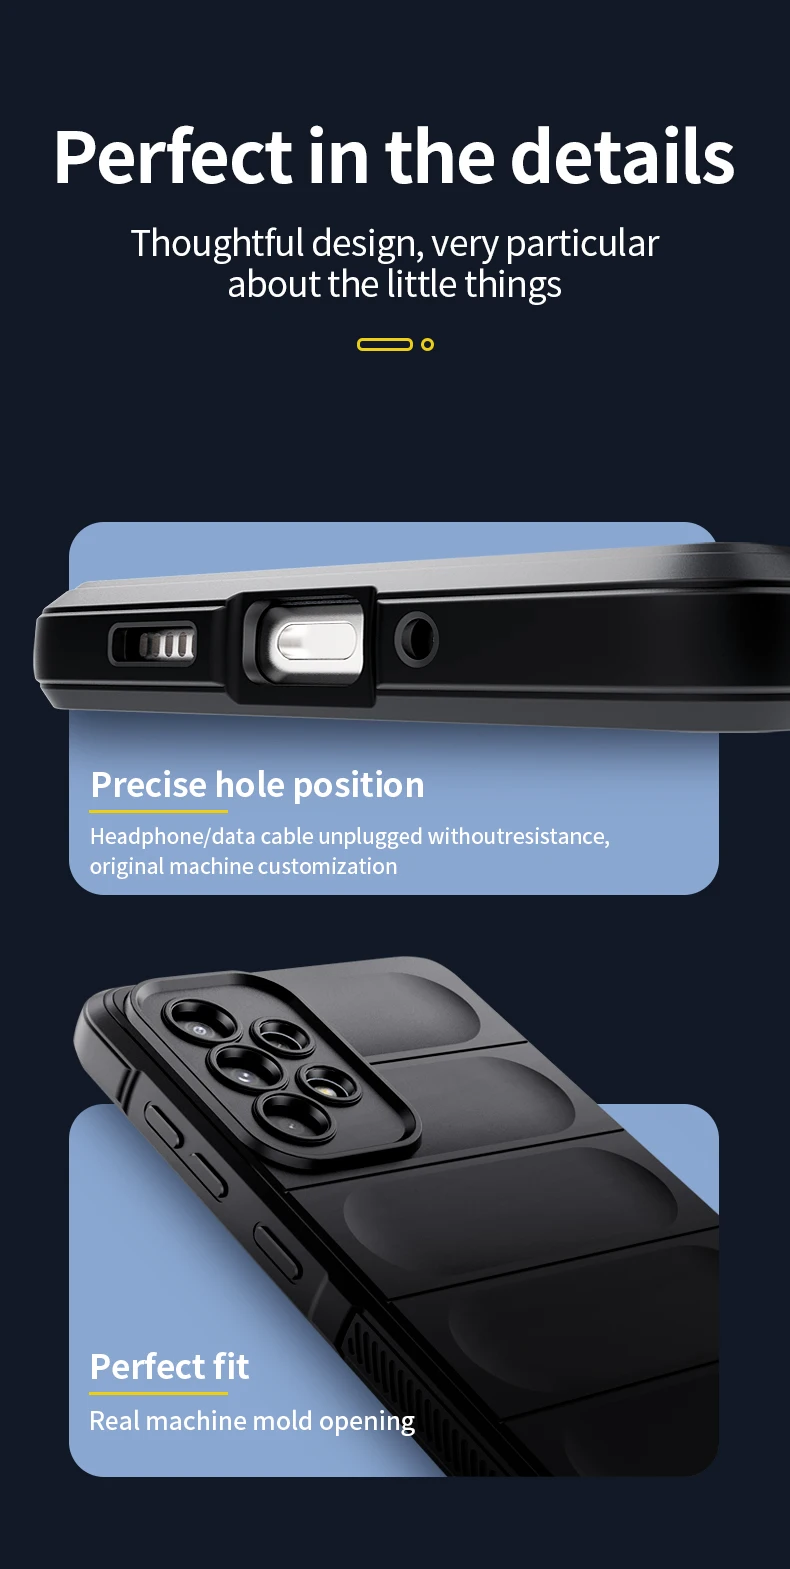 Perfect in the details
Thoughtful design, very particular
about the little things
Precise hole position
Headphone/data cable unplugged withoutresistance,
original machine customization
Perfect fit
Real machine mold opening